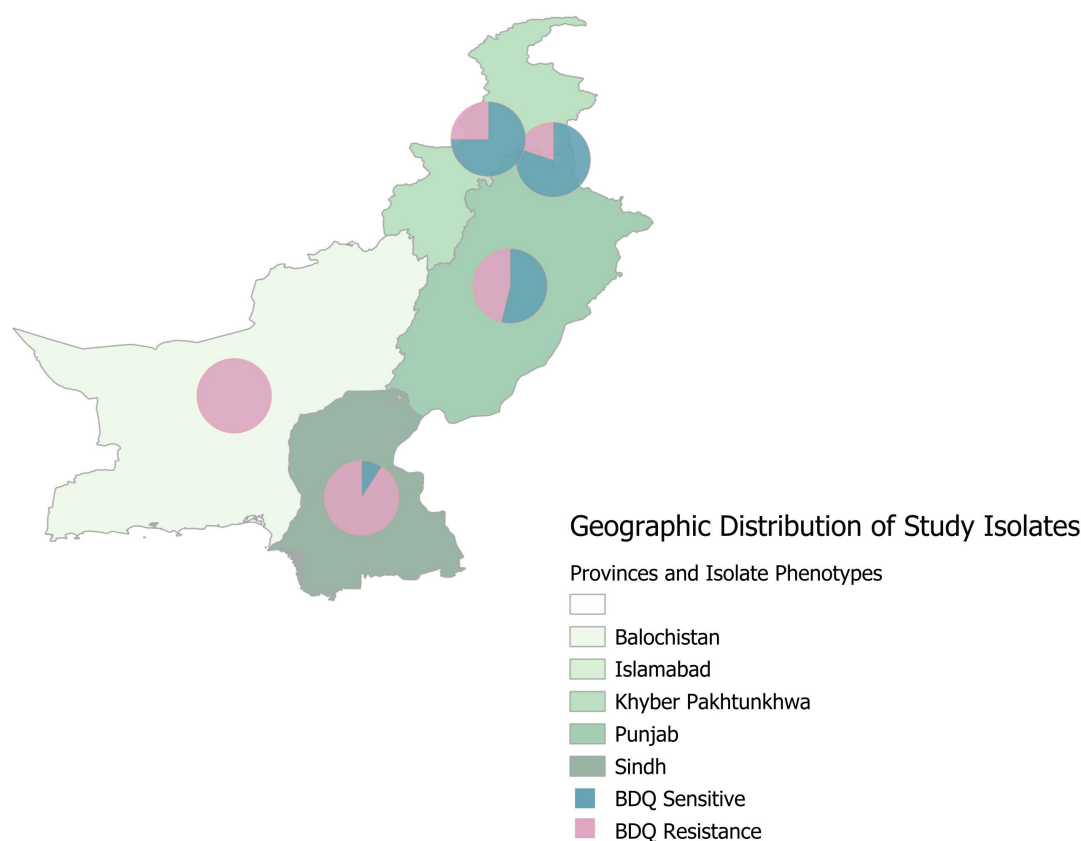 Geographic Distribution of Study Isolates
Provinces and Isolate Phenotypes
Balochistan
Islamabad
Khyber Pakhtunkhwa
Punjab
Sindh
BDQ Sensitive
BDQ Resistance